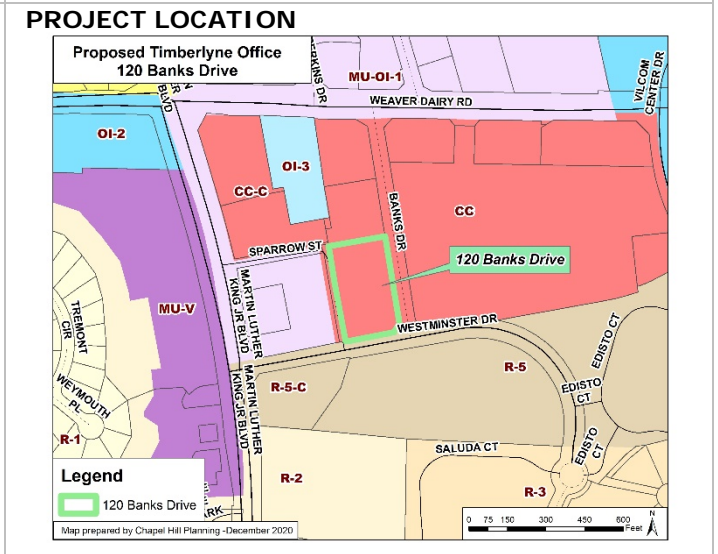 PROJECT LOCATION
Proposed Timberlyne Office
120 Banks Drive
MU-OI-1
VILCOM
CENTER DR
BLVD
WEAVER DAIRY RD
OI-2
OI-3
CC-C
CC
BANKS DR
SPARROW ST
120 Banks Drive
MARTIN LUTHER
KING JR BLVD
MU-V
WESTMINSTER DR
TREMONT
CIR
EDISTO CT
R-5
R-5-C
EDISTO
CT
WEYMOUTH
PL
MARTIN LUTHER
KING JR BLVD
R-1
SALUDA CT
EDISTO
CT
Legend
R-2
R-3
120 Banks Drive
0 75 150 300 450 600
Feet
N
Map prepared by Chapel Hill Planning -December 2020